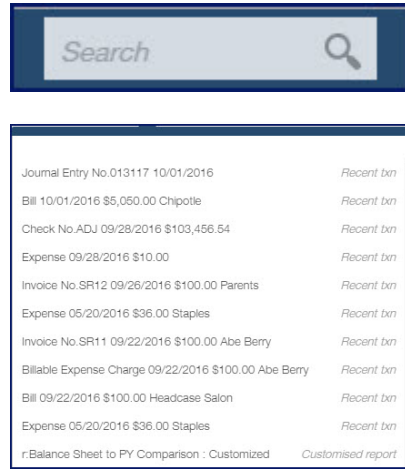 Search
Journal Entry No.013117 10/01/2016 Recent txn
Bill 10/01/2016 $5,050.00 Chipotle Recent txn
Check No.ADJ 09/28/2016 $103,456.54 Recent txn
Expense 09/28/2016 $10.00 Recent txn
Invoice No.SR12 09/26/2016 $100.00 Parents Recent txn
Expense 05/20/2016 $36.00 Staples Recent txn
Invoice No.SR11 09/22/2016 $100.00 Abe Berry Recent txn
Billable Expense Charge 09/22/2016 $100.00 Abe Berry Recent txn
Bill 09/22/2016 $100.00 Headcase Salon Recent txn
Expense 05/20/2016 $36.00 Staples Recent txn
r:Balance Sheet to PY Comparison : Customized Customised report